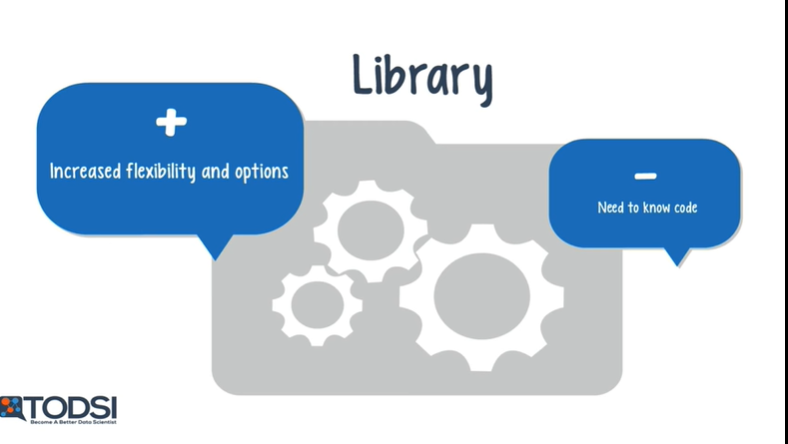 Library
+
Increased flexibility and options
-
Need to know code
TODSI
Become A Better Data Scientist